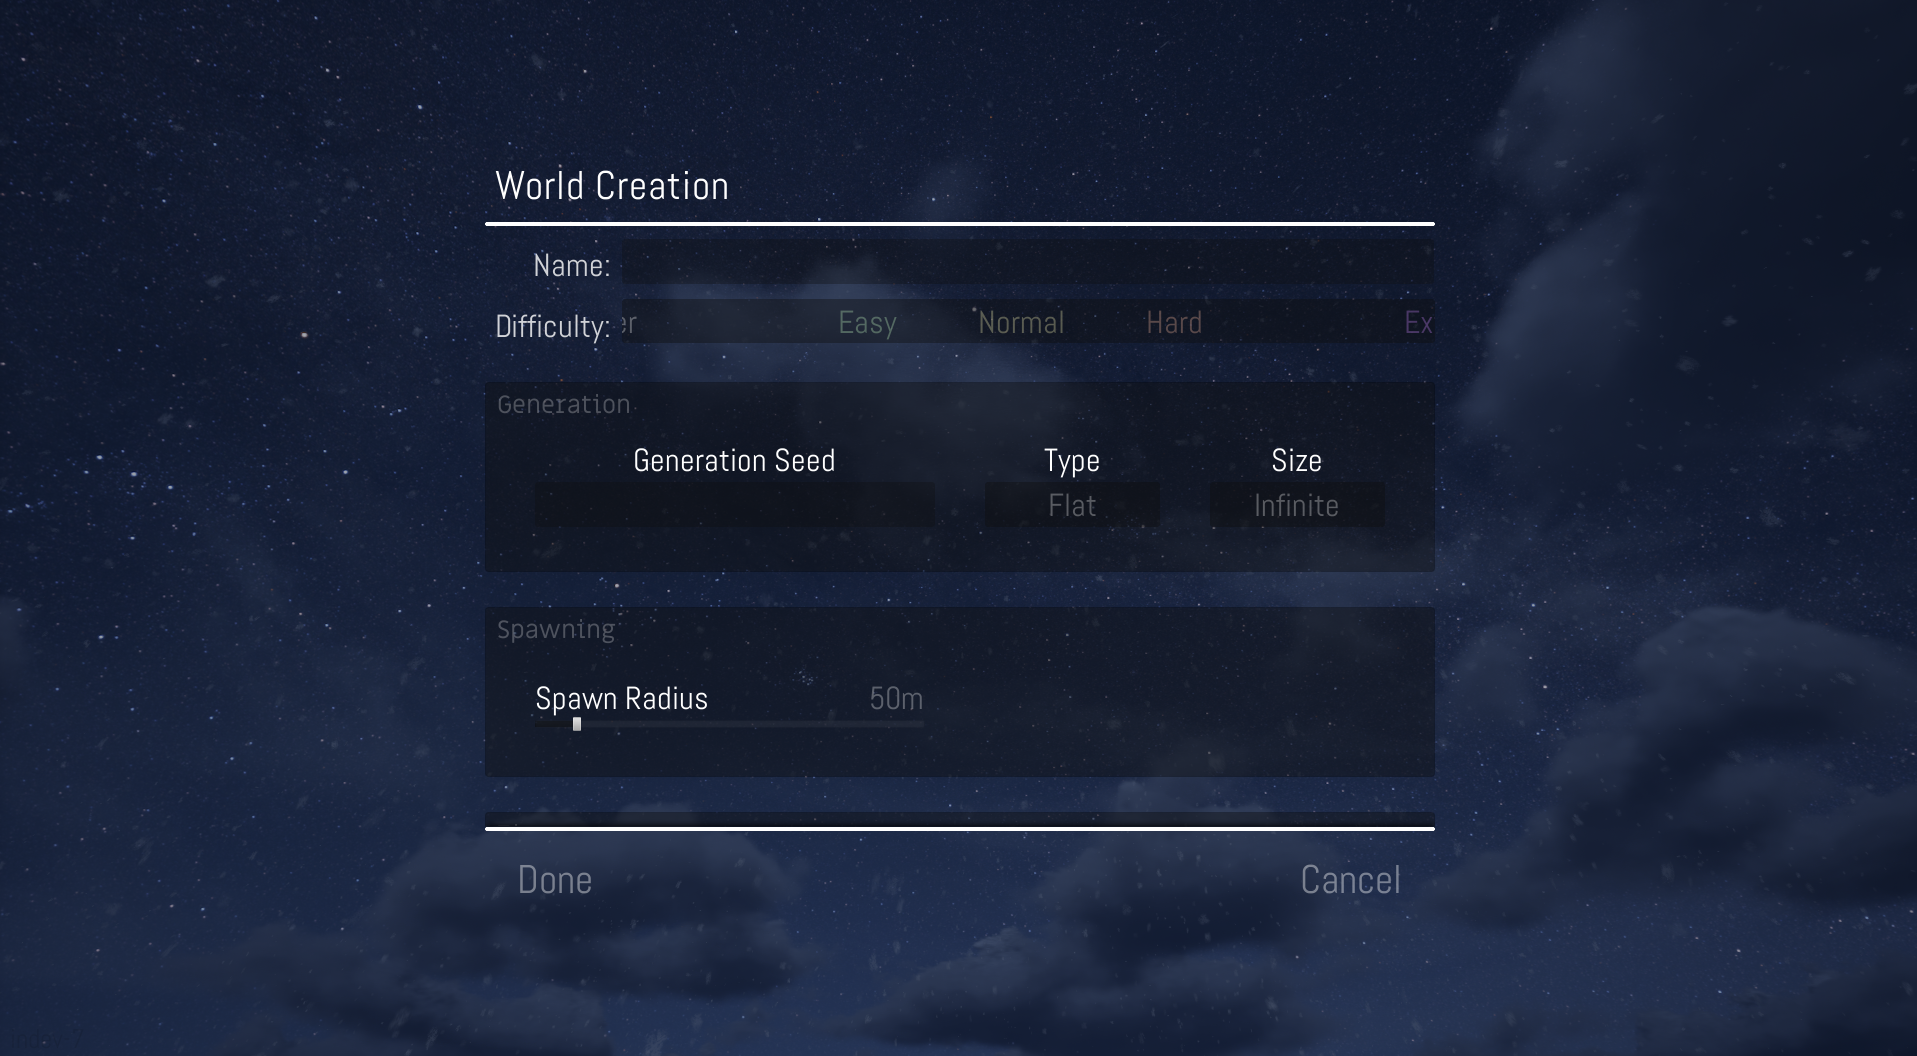 World Creation
Name:
Difficulty: er Easy Normal Hard Ex
Generation
Generation Seed Type Size
Flat Infinite
Spawning
Spawn Radius 50m
Done Cancel